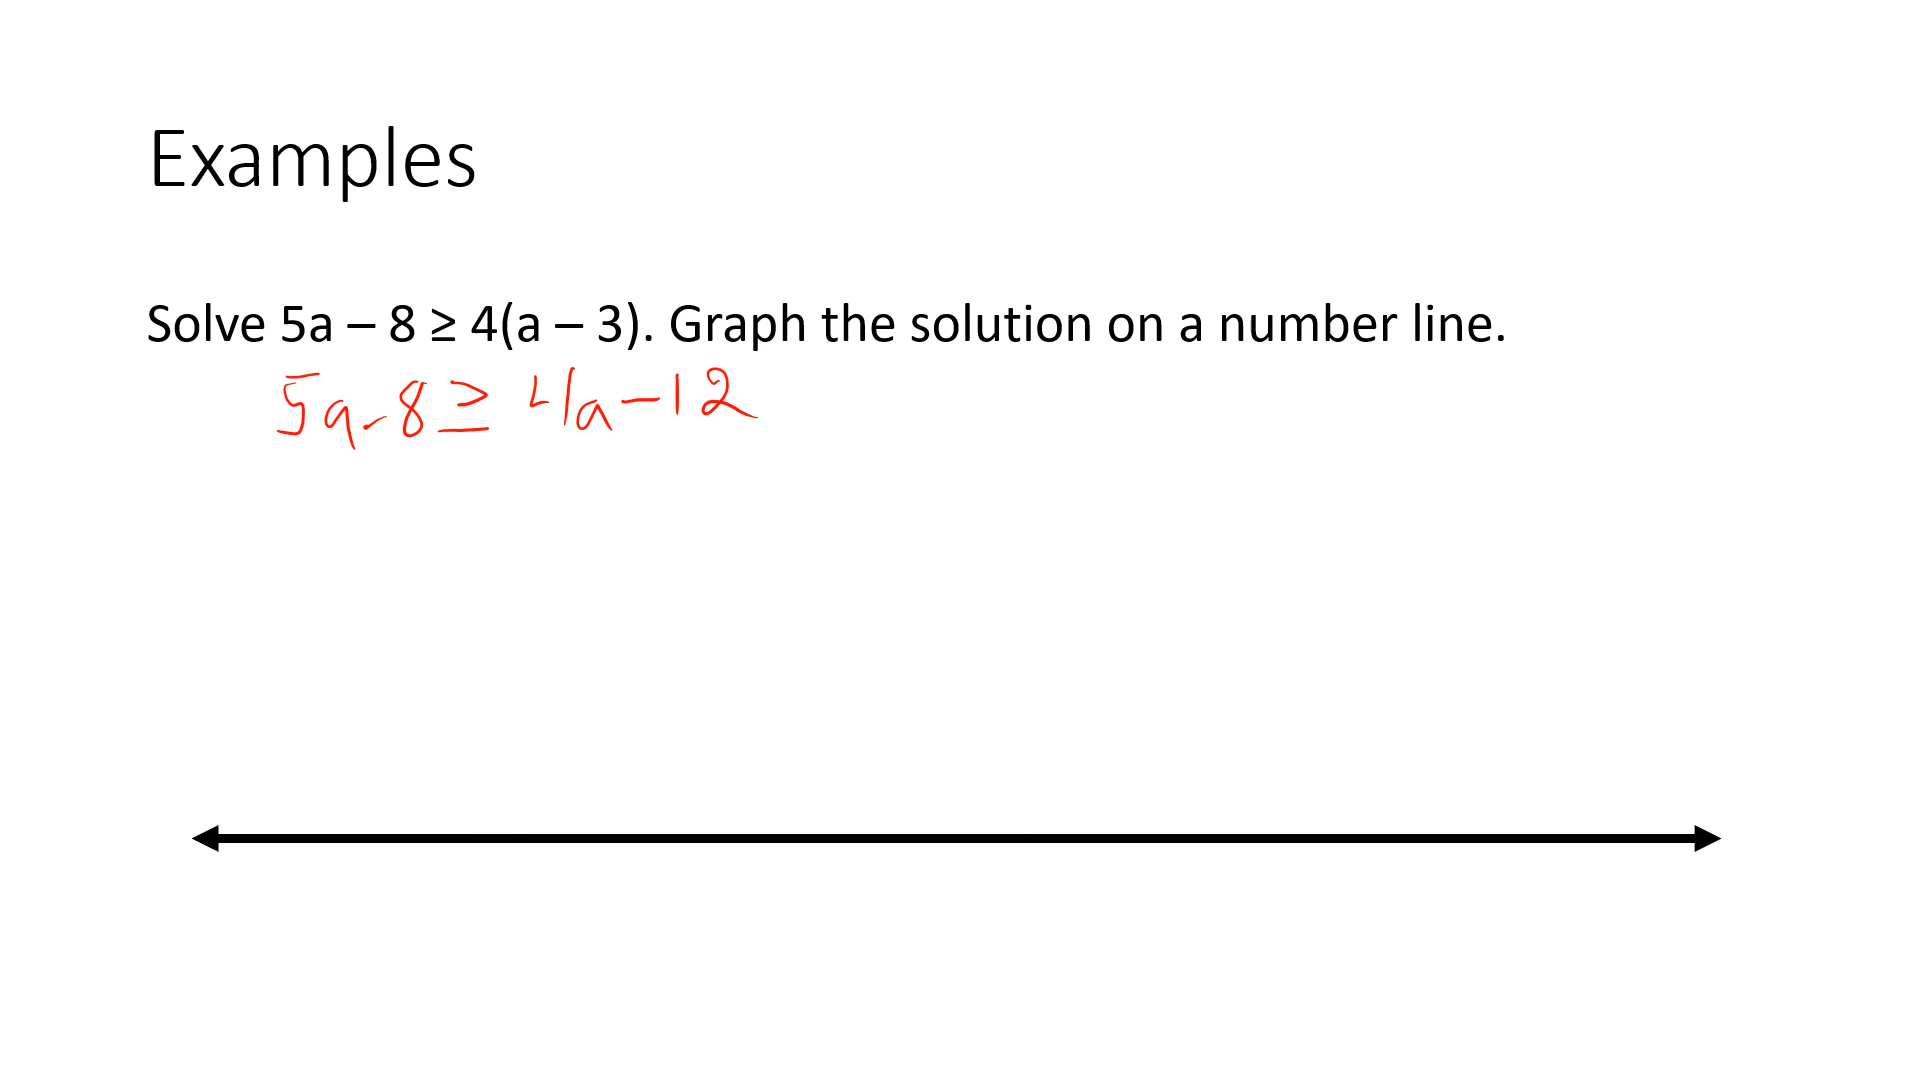 Examples
Solve 5a – 8 ≥ 4(a – 3). Graph the solution on a number line.
5a - 8 ≥ 4a - 12